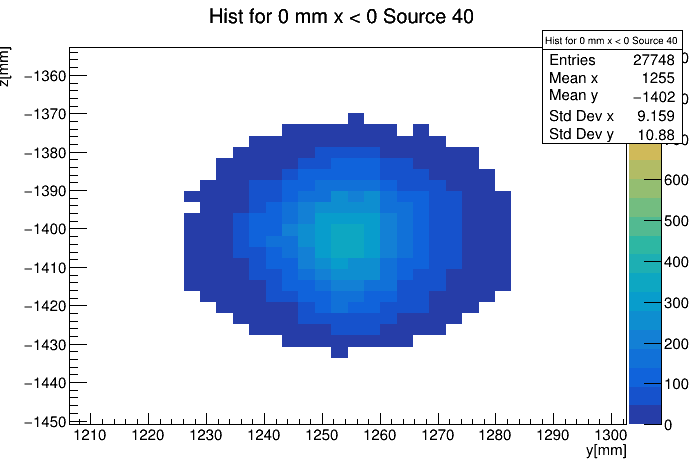 Hist for 0 mm x < 0 Source 40
z[mm]
−1360
−1370
−1380
−1390
−1400
−1410
−1420
−1430
−1440
−1450
1210 1220 1230 1240 1250 1260 1270 1280 1290 1300
y[mm]
Hist for 0 mm x < 0 Source 40
Entries 27748
Mean x 1255
Mean y −1402
Std Dev x 9.159
Std Dev y 10.88
600
500
400
300
200
100
0